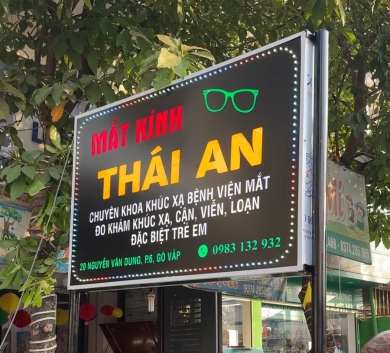 MẮT KÍNH
THÁI AN
CHUYÊN KHOA KHÚC XẠ BỆNH VIỆN MẮT
ĐO KHÁM KHÚC XẠ, CẬN, VIỄN, LOẠN
ĐẶC BIỆT TRẺ EM
20 NGUYỄN VĂN DUNG, P.6, GÒ VẤP
0983 132 932